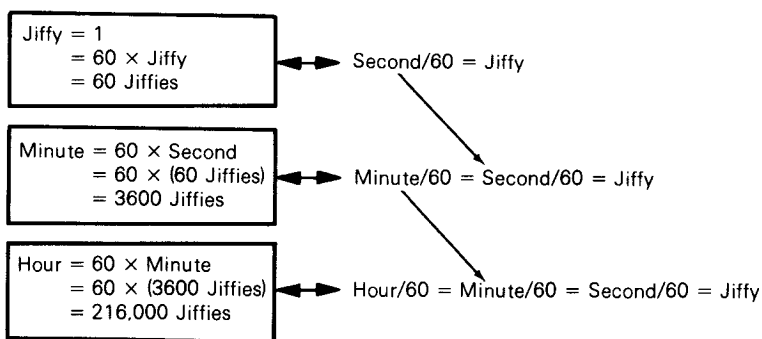 Jiffy = 1
= 60 × Jiffy
= 60 Jiffies
Second/60 = Jiffy
Minute = 60 × Second
= 60 × (60 Jiffies)
= 3600 Jiffies
Minute/60 = Second/60 = Jiffy
Hour = 60 × Minute
= 60 × (3600 Jiffies)
= 216,000 Jiffies
Hour/60 = Minute/60 = Second/60 = Jiffy